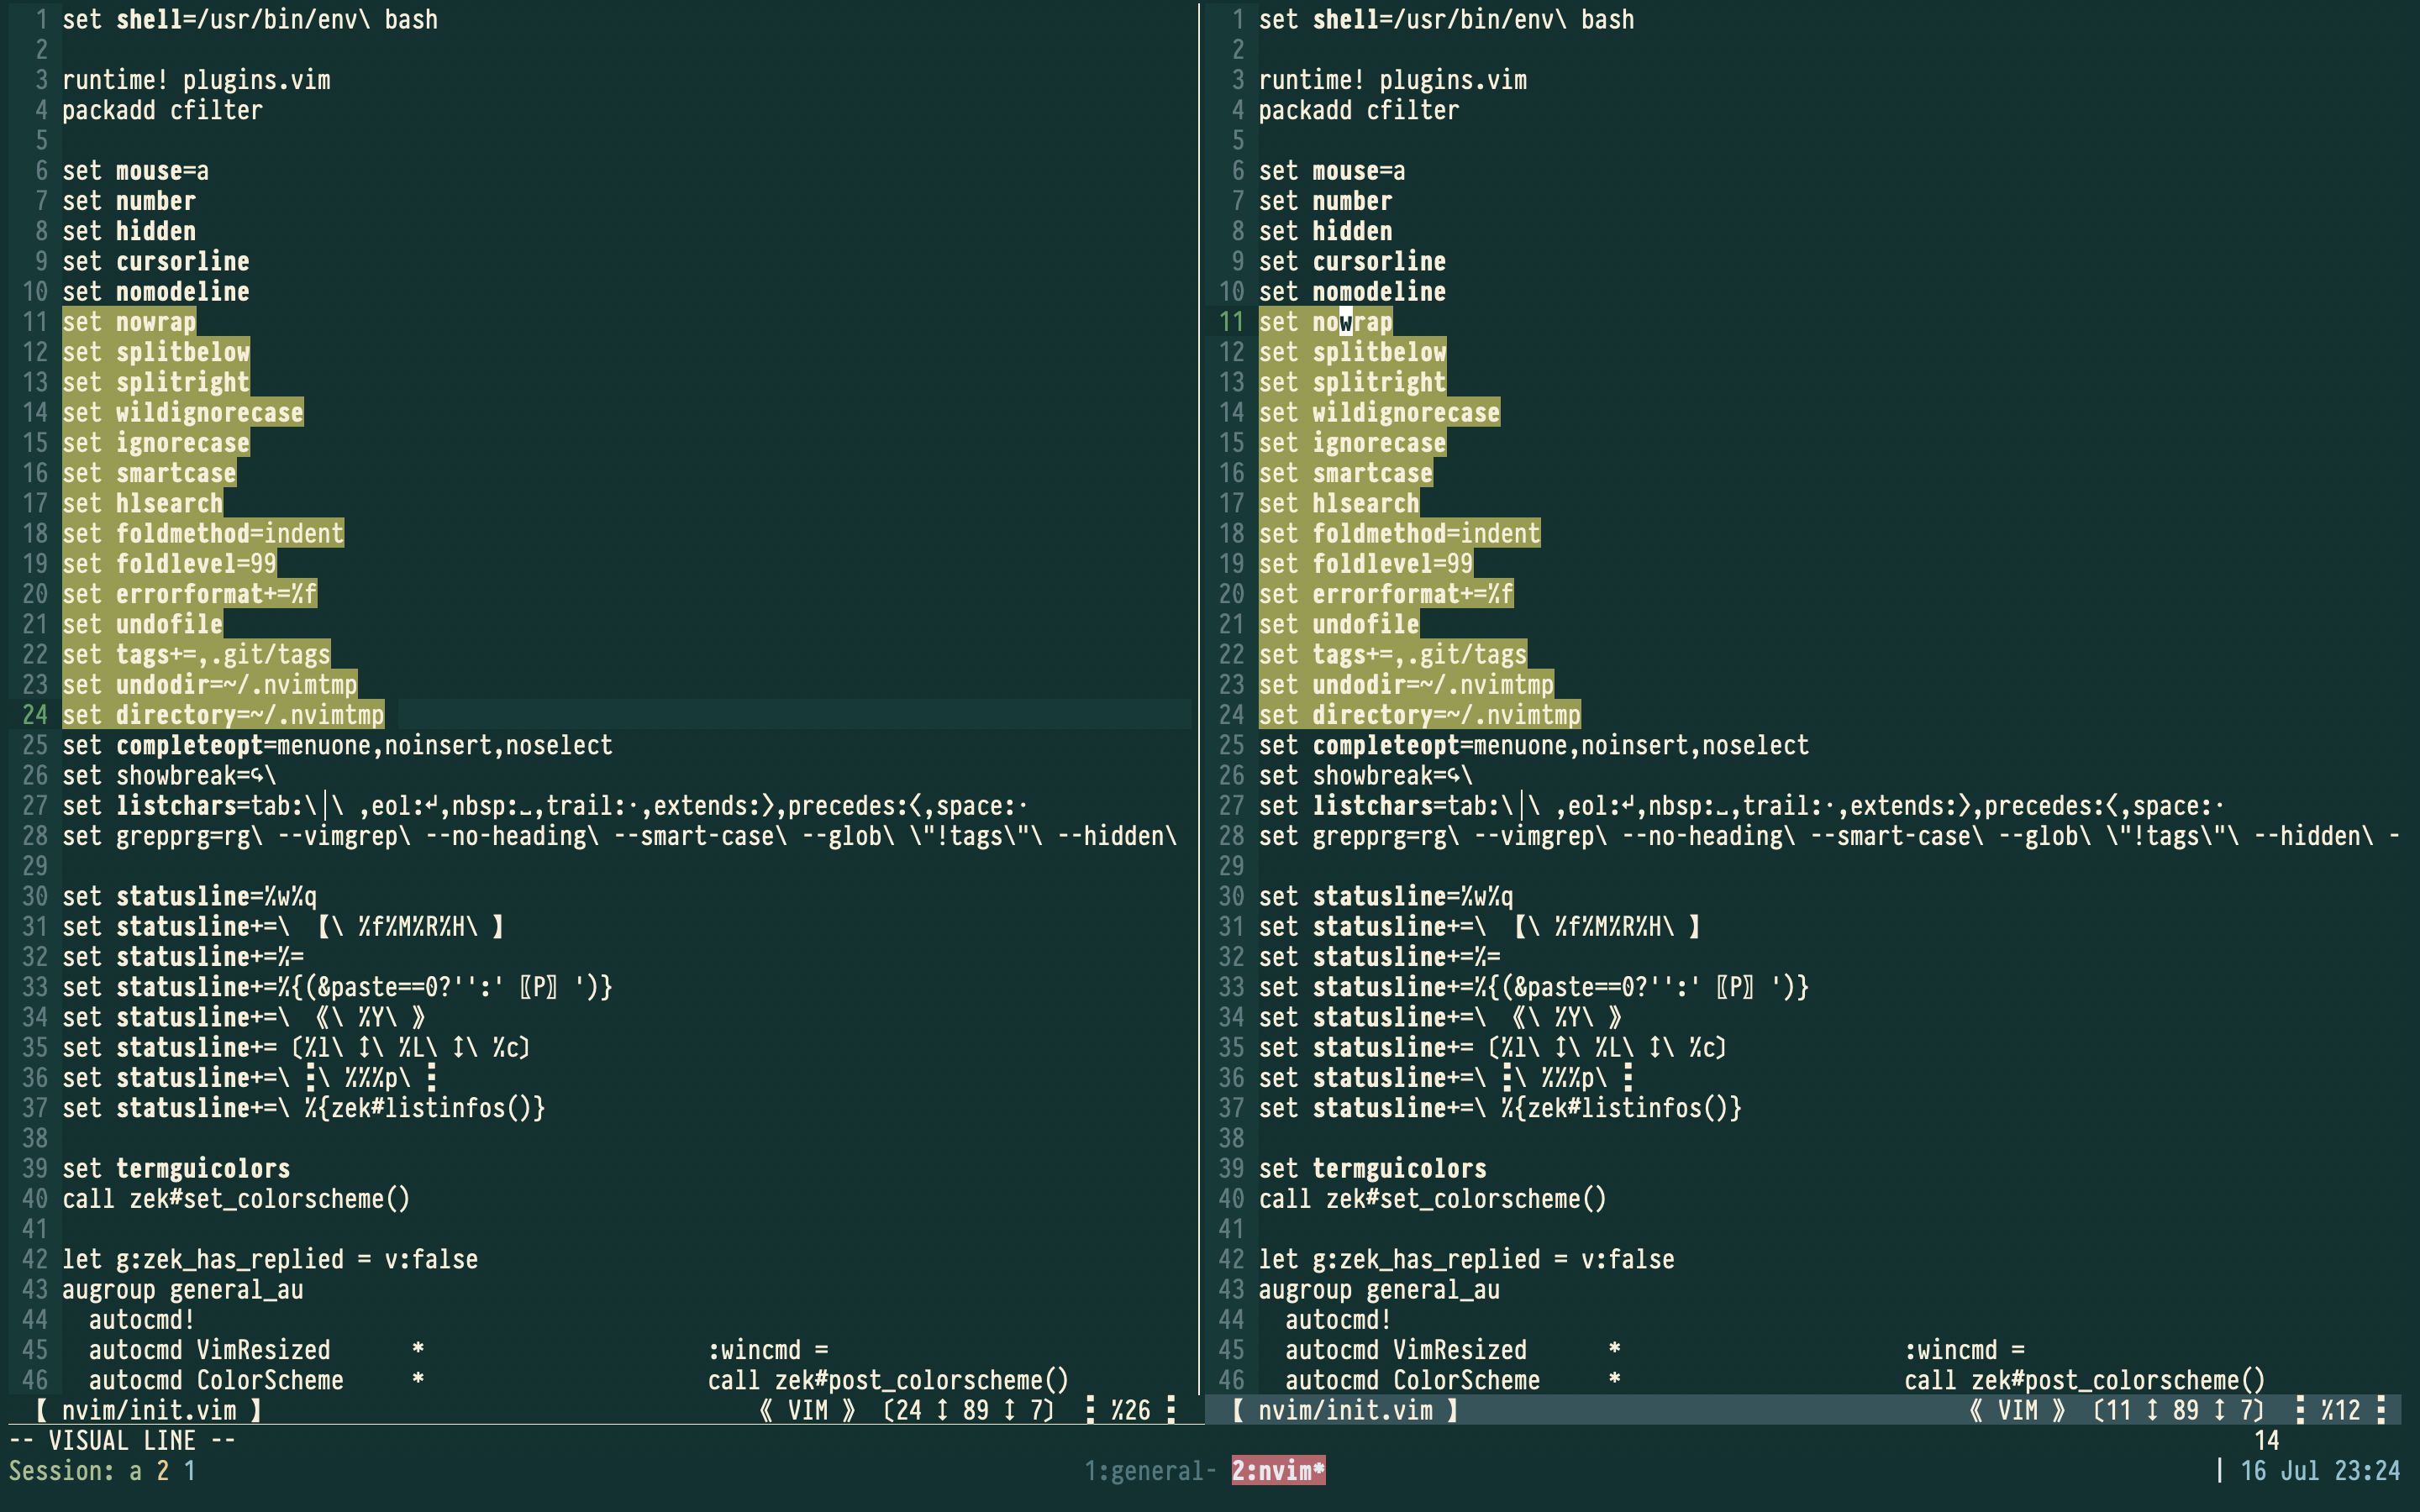 1 set shell=/usr/bin/env\ bash
2
3 runtime! plugins.vim
4 packadd cfilter
5
6 set mouse=a
7 set number
8 set hidden
9 set cursorline
10 set nomodeline
11 set nowrap
12 set splitbelow
13 set splitright
14 set wildignorecase
15 set ignorecase
16 set smartcase
17 set hlsearch
18 set foldmethod=indent
19 set foldlevel=99
20 set errorformat+=%f
21 set undofile
22 set tags+=,.git/tags
23 set undodir=~/.nvimtmp
24 set directory=~/.nvimtmp
25 set completeopt=menuone,noinsert,noselect
26 set showbreak=↪\
27 set listchars=tab:\│\ ,eol:↵,nbsp:⎵,trail:·,extends:⟩,precedes:⟨,space:·
28 set grepprg=rg\ --vimgrep\ --no-heading\ --smart-case\ --glob\ \"!tags\"\ --hidden\
29
30 set statusline=%w%q
31 set statusline+=\ 【\ %f%M%R%H\ 】
32 set statusline+=%=
33 set statusline+=%{(&paste==0?'':'〖P〗')}
34 set statusline+=\ 《\ %Y\ 》
35 set statusline+=〔%l\ ↕\ %L\ ↕\ %c〕
36 set statusline+=\ ⡇\ %%%p\ ⡇
37 set statusline+=\ %{zek#listinfos()}
38
39 set termguicolors
40 call zek#set_colorscheme()
41
42 let g:zek_has_replied = v:false
43 augroup general_au
44   autocmd!
45   autocmd VimResized      *                     :wincmd =
46   autocmd ColorScheme     *                     call zek#post_colorscheme()
【 nvim/init.vim 】 《 VIM 》〔24 ↕ 89 ↕ 7〕 ⡇ %26 ⡇
1 set shell=/usr/bin/env\ bash
2
3 runtime! plugins.vim
4 packadd cfilter
5
6 set mouse=a
7 set number
8 set hidden
9 set cursorline
10 set nomodeline
11 set nowrap
12 set splitbelow
13 set splitright
14 set wildignorecase
15 set ignorecase
16 set smartcase
17 set hlsearch
18 set foldmethod=indent
19 set foldlevel=99
20 set errorformat+=%f
21 set undofile
22 set tags+=,.git/tags
23 set undodir=~/.nvimtmp
24 set directory=~/.nvimtmp
25 set completeopt=menuone,noinsert,noselect
26 set showbreak=↪\
27 set listchars=tab:\│\ ,eol:↵,nbsp:⎵,trail:·,extends:⟩,precedes:⟨,space:·
28 set grepprg=rg\ --vimgrep\ --no-heading\ --smart-case\ --glob\ \"!tags\"\ --hidden\ -
29
30 set statusline=%w%q
31 set statusline+=\ 【\ %f%M%R%H\ 】
32 set statusline+=%=
33 set statusline+=%{(&paste==0?'':'〖P〗')}
34 set statusline+=\ 《\ %Y\ 》
35 set statusline+=〔%l\ ↕\ %L\ ↕\ %c〕
36 set statusline+=\ ⡇\ %%%p\ ⡇
37 set statusline+=\ %{zek#listinfos()}
38
39 set termguicolors
40 call zek#set_colorscheme()
41
42 let g:zek_has_replied = v:false
43 augroup general_au
44   autocmd!
45   autocmd VimResized      *                     :wincmd =
46   autocmd ColorScheme     *                     call zek#post_colorscheme()
【 nvim/init.vim 】 《 VIM 》〔11 ↕ 89 ↕ 7〕 ⡇ %12 ⡇
-- VISUAL LINE -- 14
Session: a 2 1 1:general- 2:nvim* | 16 Jul 23:24